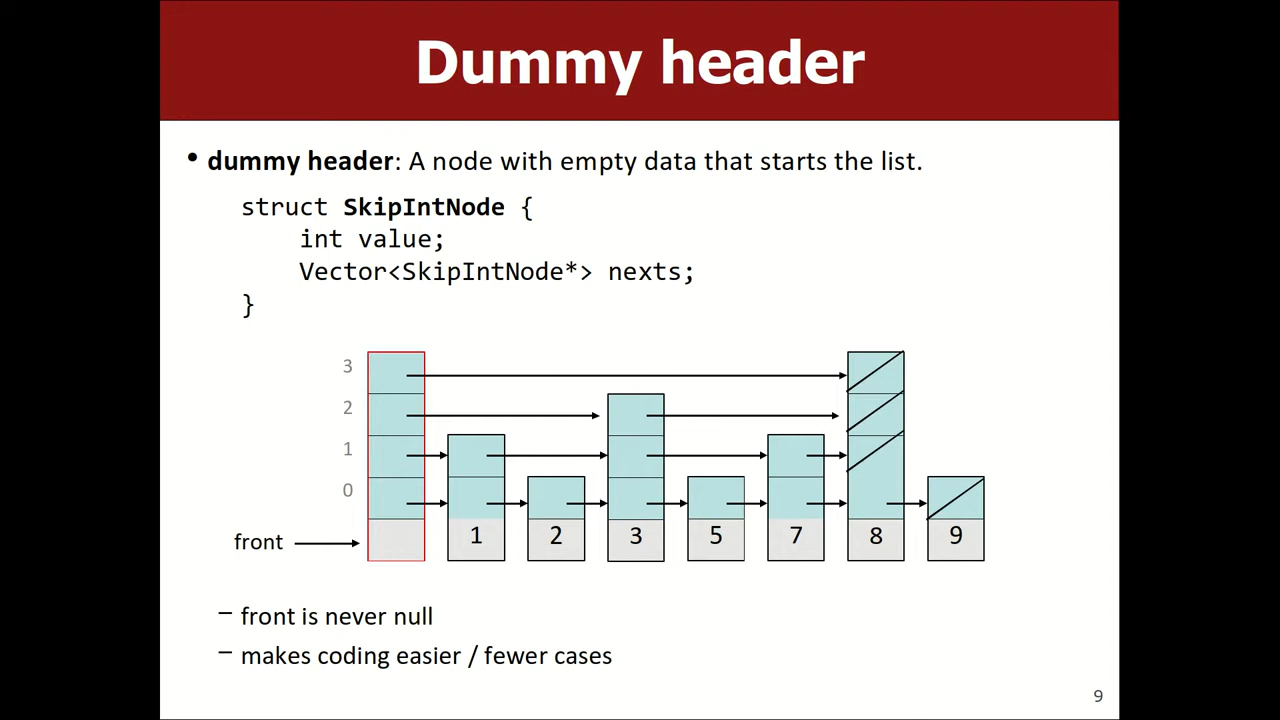 Dummy header
• dummy header: A node with empty data that starts the list.
struct SkipIntNode {
int value;
Vector<SkipIntNode*> nexts;
}
3
2
1
0
front 1 2 3 5 7 8 9
– front is never null
– makes coding easier / fewer cases
9